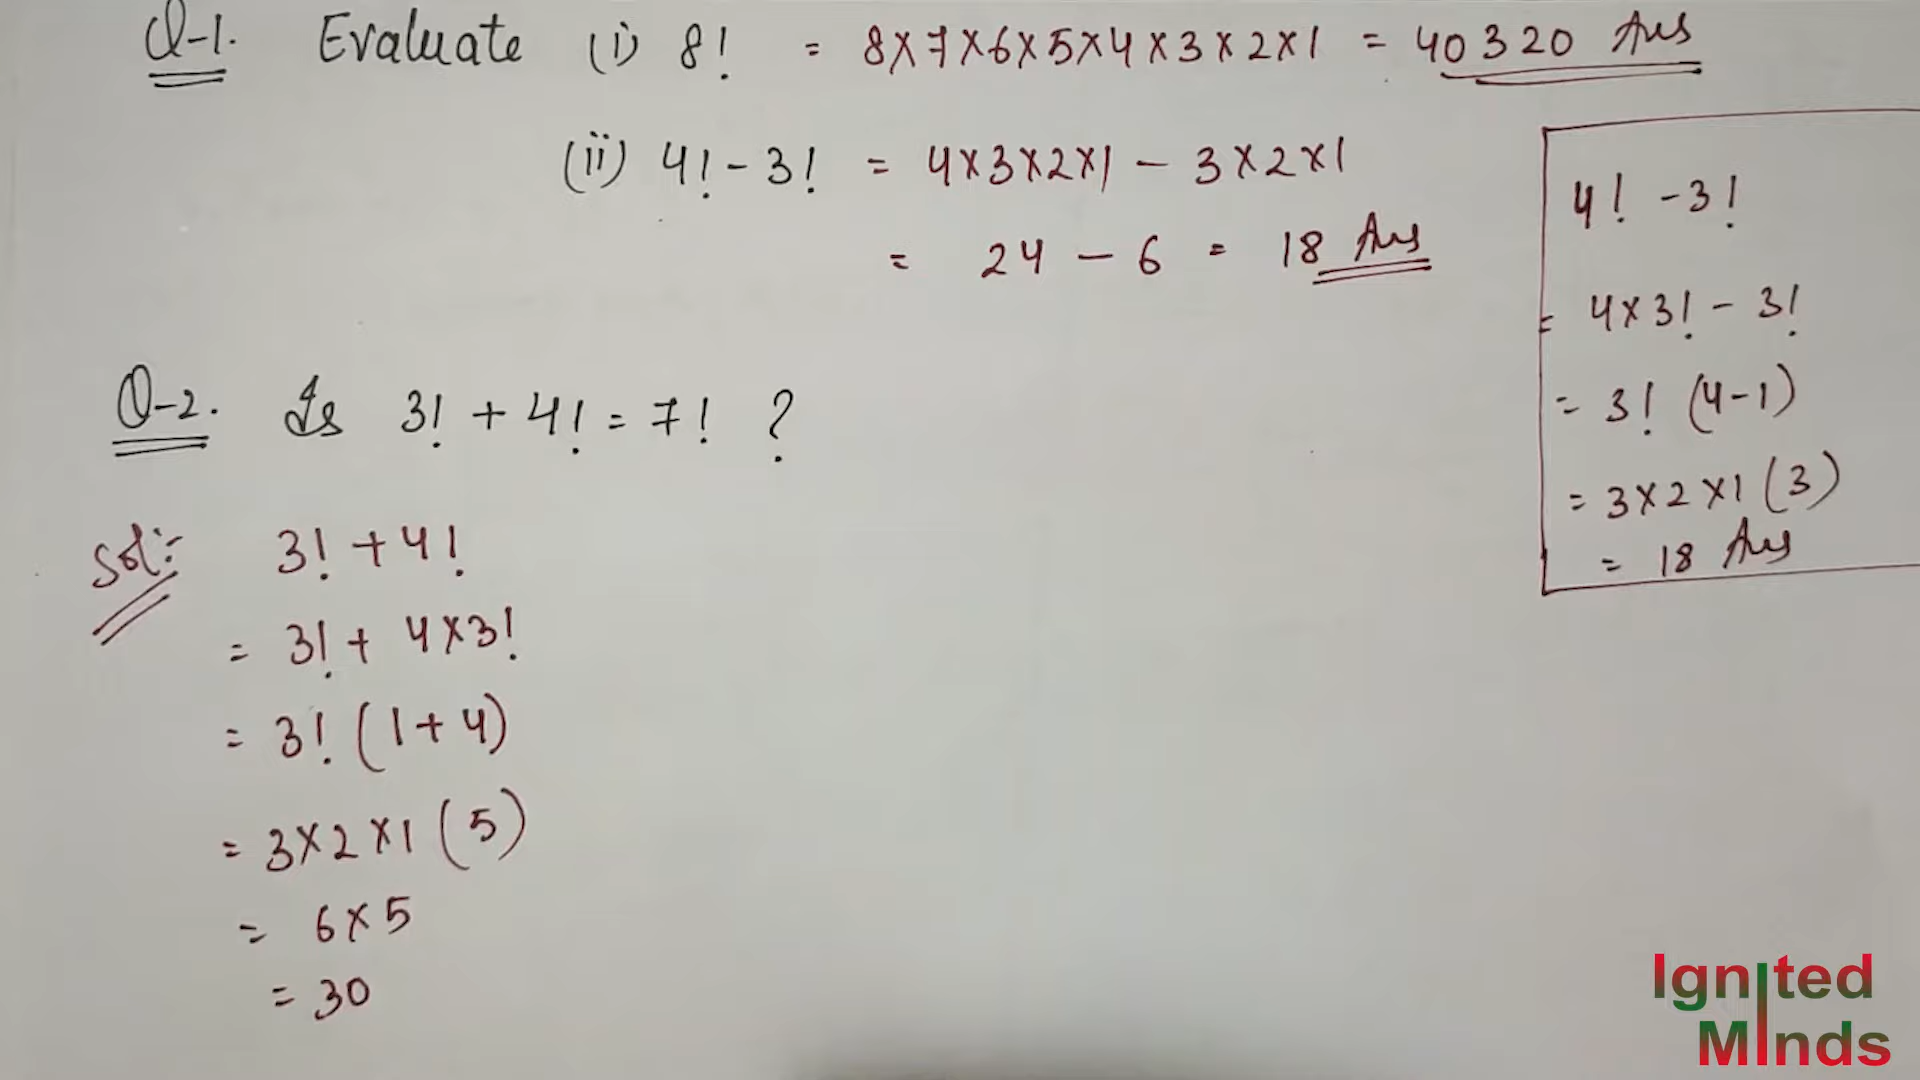 Q-1. Evaluate (i) 8! = 8×7×6×5×4×3×2×1 = 40320 Ans
(ii) 4! - 3! = 4×3×2×1 - 3×2×1
= 24 - 6 = 18 Ans
4! - 3!
= 4×3! - 3!
= 3! (4-1)
= 3×2×1 (3)
= 18 Ans
Q-2. Is 3! + 4! = 7! ?
Sol:-
3! + 4!
= 3! + 4×3!
= 3! (1+4)
= 3×2×1 (5)
= 6×5
= 30
Ignited
Minds